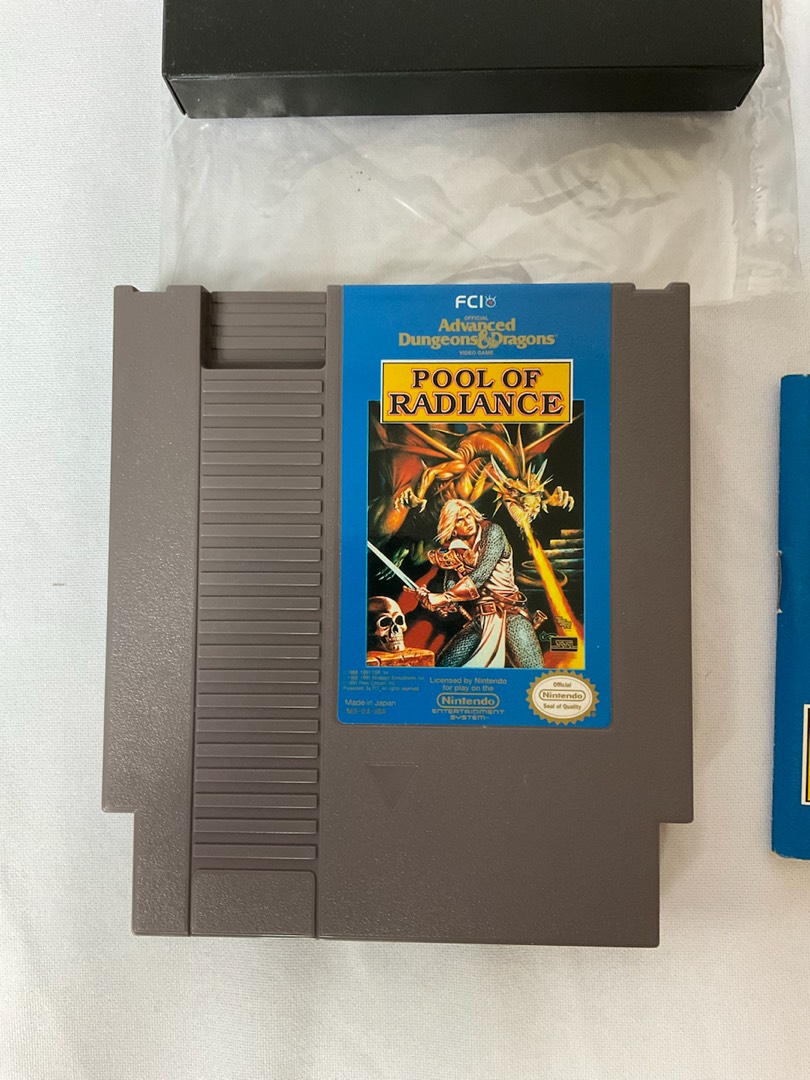 FCI
OFFICIAL
Advanced
Dungeons & Dragons
VIDEO GAME
POOL OF
RADIANCE
Licensed by Nintendo
for play on the
Nintendo
ENTERTAINMENT
SYSTEM
Made in Japan
Official
Nintendo
Seal of Quality